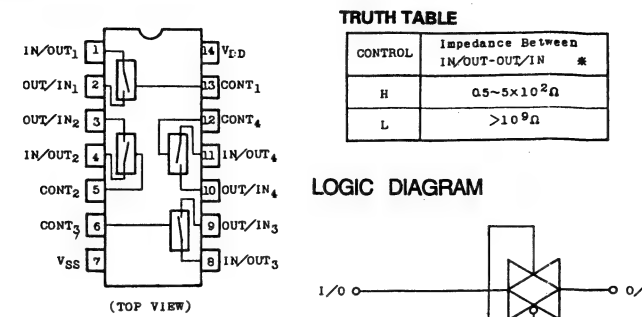 TRUTH TABLE
IN/OUT1 1 14 VDD
OUT/IN1 2 13 CONT1
OUT/IN2 3 12 CONT4
IN/OUT2 4 11 IN/OUT4
CONT2 5 10 OUT/IN4
CONT3 6 9 OUT/IN3
VSS 7 8 IN/OUT3
(TOP VIEW)
CONTROL
Impedance Between
IN/OUT-OUT/IN *
H 0.5~5×10²Ω
L >10⁹Ω
LOGIC DIAGRAM
I/O O/